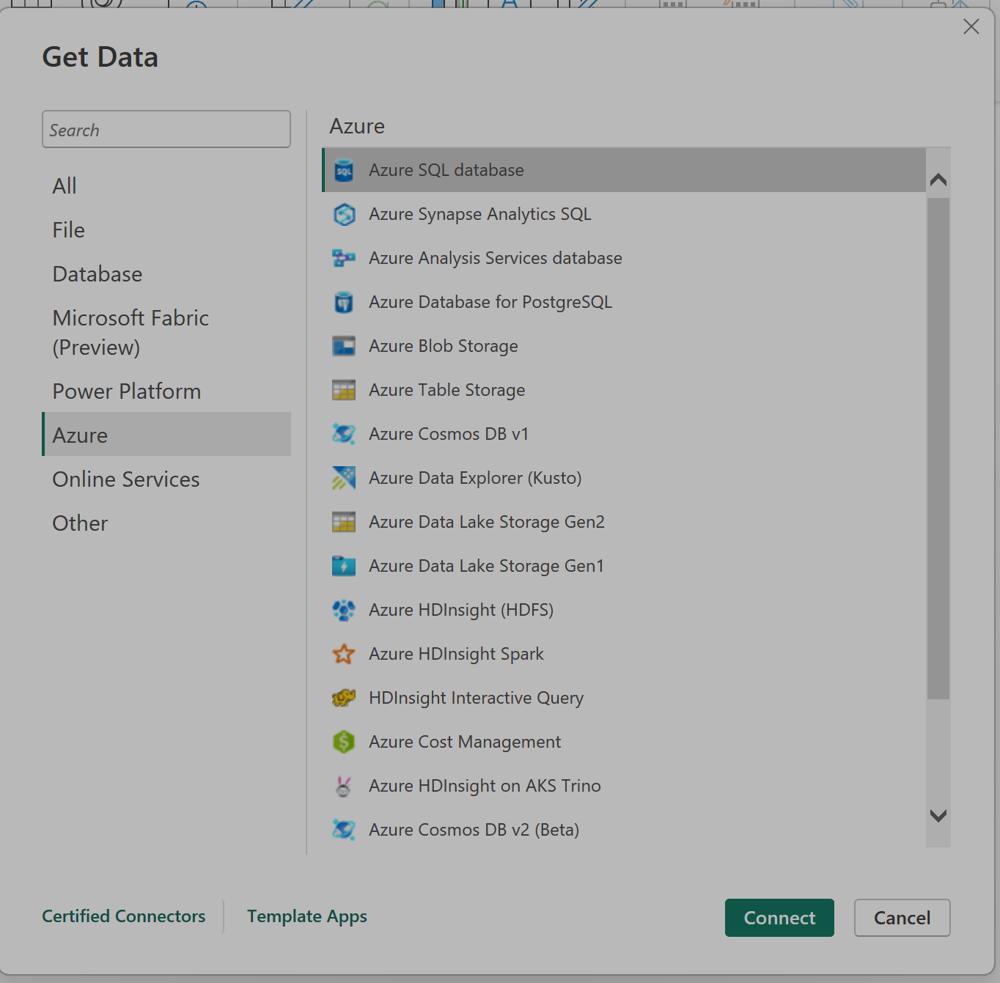 Get Data
Search
All
File
Database
Microsoft Fabric
(Preview)
Power Platform
Azure
Online Services
Other
Azure
Azure SQL database
Azure Synapse Analytics SQL
Azure Analysis Services database
Azure Database for PostgreSQL
Azure Blob Storage
Azure Table Storage
Azure Cosmos DB v1
Azure Data Explorer (Kusto)
Azure Data Lake Storage Gen2
Azure Data Lake Storage Gen1
Azure HDInsight (HDFS)
Azure HDInsight Spark
HDInsight Interactive Query
Azure Cost Management
Azure HDInsight on AKS Trino
Azure Cosmos DB v2 (Beta)
Certified Connectors
Template Apps
Connect
Cancel